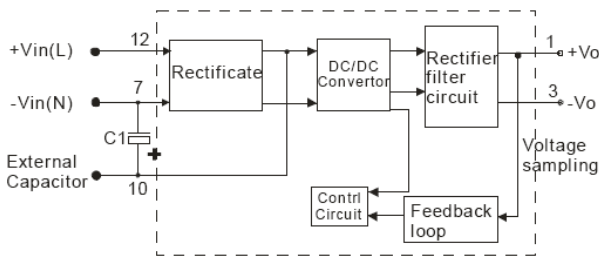 +Vin(L)
12
Rectificate
DC/DC
Convertor
Rectifier
filter
circuit
1
+Vo
-Vin(N)
7
3
-Vo
C1
+
External
Capacitor
10
Voltage
sampling
Contrl
Circuit
Feedback
loop